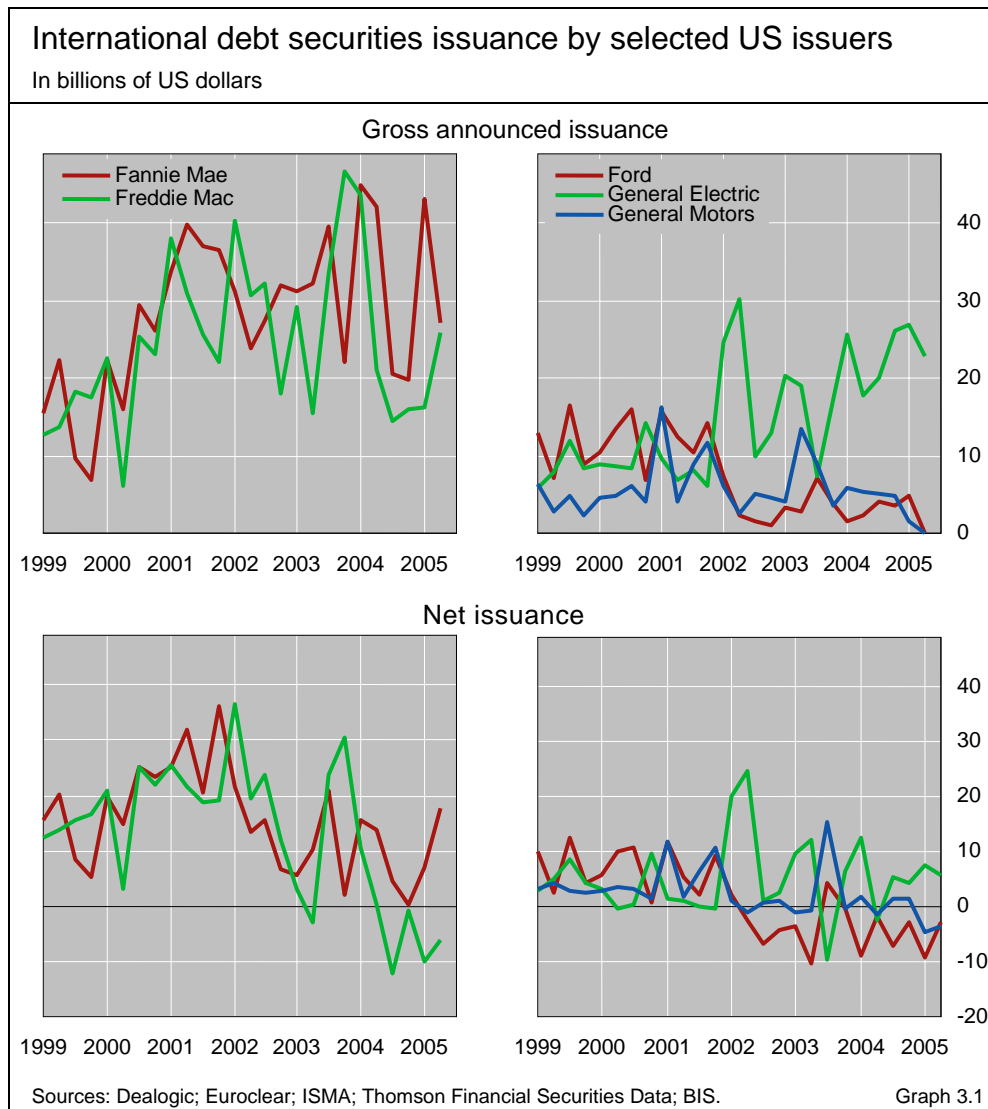 International debt securities issuance by selected US issuers
In billions of US dollars
Gross announced issuance
Fannie Mae
Freddie Mac
Ford
General Electric
General Motors
40
30
20
10
0
1999 2000 2001 2002 2003 2004 2005
1999 2000 2001 2002 2003 2004 2005
Net issuance
40
30
20
10
0
-10
-20
1999 2000 2001 2002 2003 2004 2005
1999 2000 2001 2002 2003 2004 2005
Sources: Dealogic; Euroclear; ISMA; Thomson Financial Securities Data; BIS. Graph 3.1